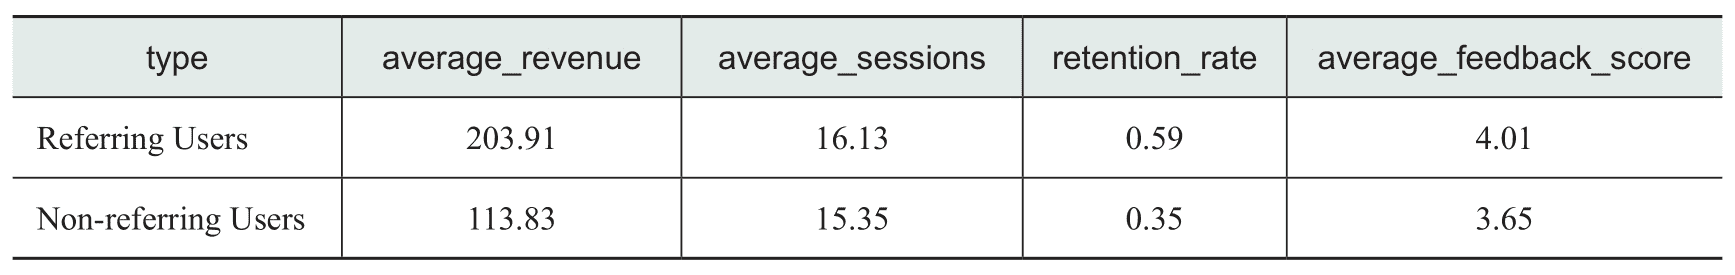 type average_revenue average_sessions retention_rate average_feedback_score
Referring Users 203.91 16.13 0.59 4.01
Non-referring Users 113.83 15.35 0.35 3.65